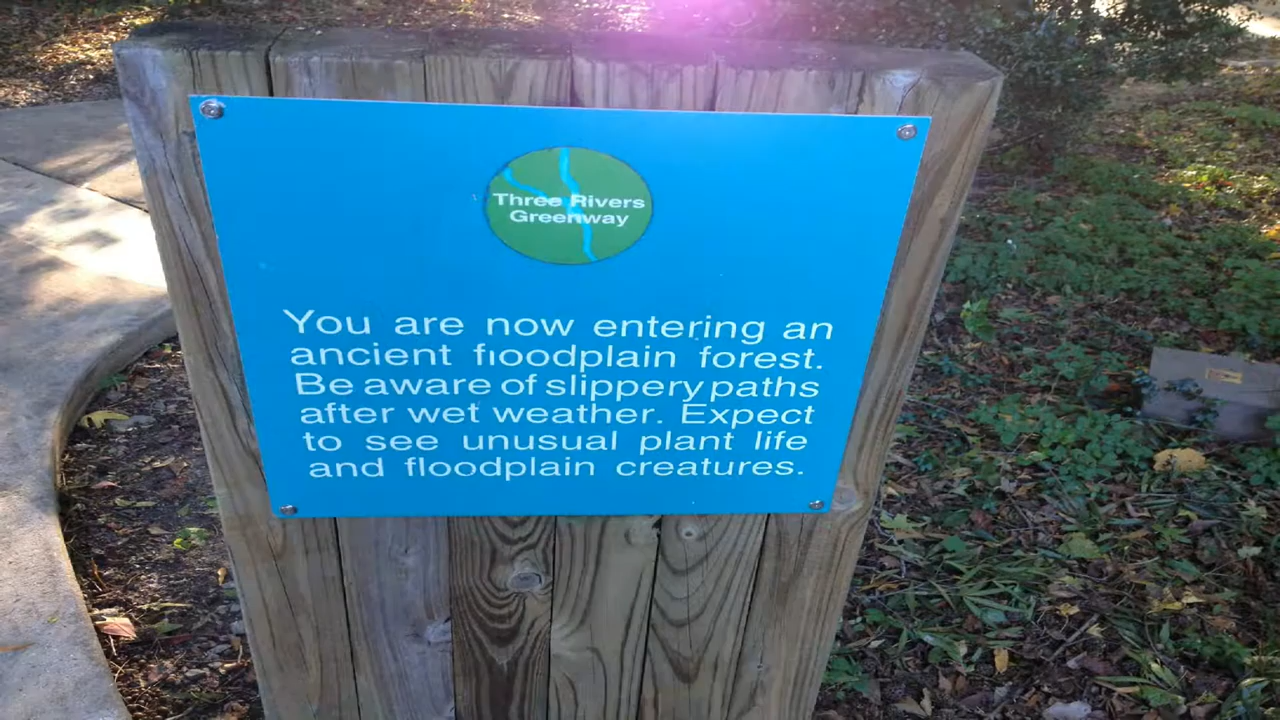 Three Rivers
Greenway
You are now entering an
ancient floodplain forest.
Be aware of slippery paths
after wet weather. Expect
to see unusual plant life
and floodplain creatures.